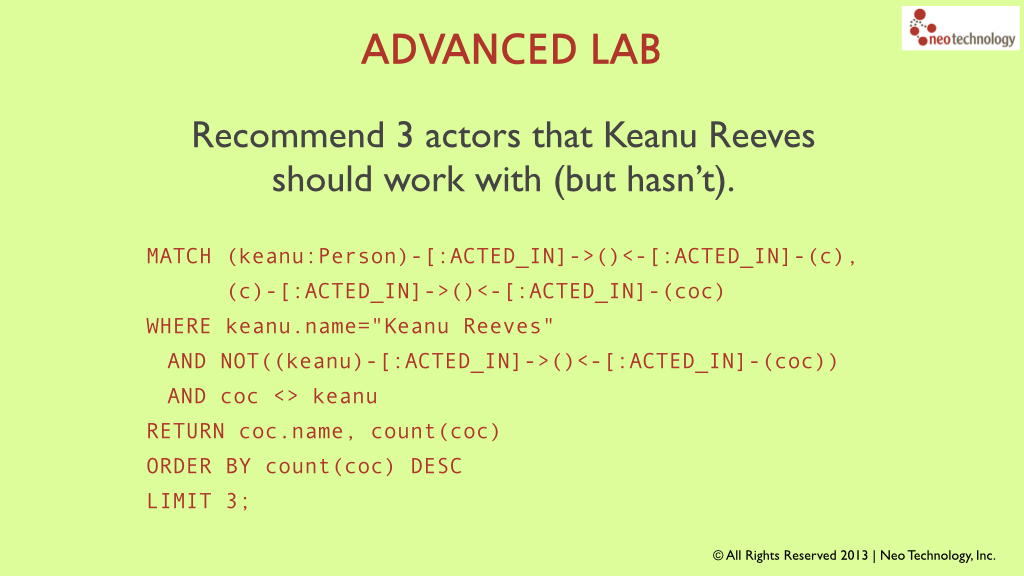 ADVANCED LAB
neotechnology
Recommend 3 actors that Keanu Reeves
should work with (but hasn’t).
MATCH (keanu:Person)-[:ACTED_IN]->()<-[:ACTED_IN]-(c),
(c)-[:ACTED_IN]->()<-[:ACTED_IN]-(coc)
WHERE keanu.name="Keanu Reeves"
AND NOT((keanu)-[:ACTED_IN]->()<-[:ACTED_IN]-(coc))
AND coc <> keanu
RETURN coc.name, count(coc)
ORDER BY count(coc) DESC
LIMIT 3;
© All Rights Reserved 2013 | Neo Technology, Inc.